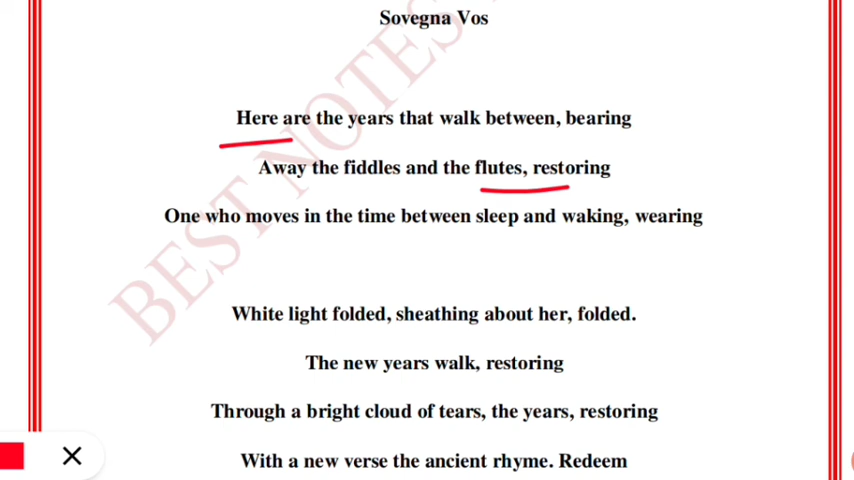 Sovegna Vos
Here are the years that walk between, bearing
Away the fiddles and the flutes, restoring
One who moves in the time between sleep and waking, wearing
White light folded, sheathing about her, folded.
The new years walk, restoring
Through a bright cloud of tears, the years, restoring
With a new verse the ancient rhyme. Redeem
BEST NOTES